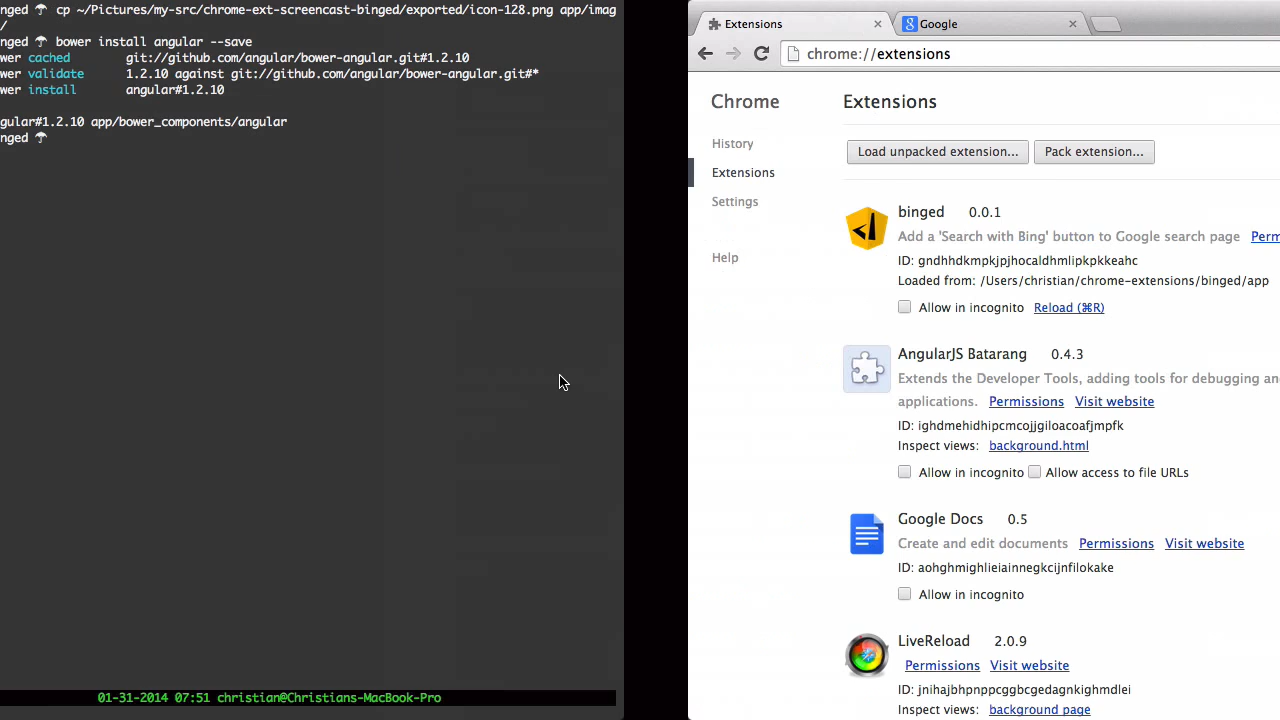 nged ☂ cp ~/Pictures/my-src/chrome-ext-screencast-binged/exported/icon-128.png app/imag
/
nged ☂ bower install angular --save
wer cached git://github.com/angular/bower-angular.git#1.2.10
wer validate 1.2.10 against git://github.com/angular/bower-angular.git#*
wer install angular#1.2.10
gular#1.2.10 app/bower_components/angular
nged ☂
01-31-2014 07:51 christian@Christians-MacBook-Pro
Extensions
Google
chrome://extensions
Chrome
History
Extensions
Settings
Help
Extensions
Load unpacked extension...
Pack extension...
binged 0.0.1
Add a 'Search with Bing' button to Google search page Perm
ID: gndhhdkmpkjpjhocaldhmlipkpkkeahc
Loaded from: /Users/christian/chrome-extensions/binged/app
Allow in incognito Reload (⌘R)
AngularJS Batarang 0.4.3
Extends the Developer Tools, adding tools for debugging and
applications. Permissions Visit website
ID: ighdmehidhipcmcojjgiloacoafjmpfk
Inspect views: background.html
Allow in incognito Allow access to file URLs
Google Docs 0.5
Create and edit documents Permissions Visit website
ID: aohghmighlieiainnegkcijnfilokake
Allow in incognito
LiveReload 2.0.9
Permissions Visit website
ID: jnihajbhpnppcggbcgedagnkighmdlei
Inspect views: background page